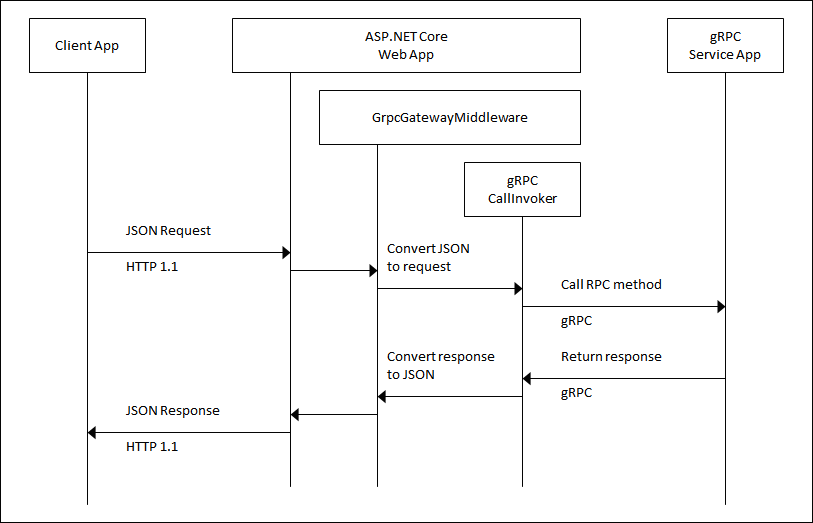 Client App
ASP.NET Core
Web App
gRPC
Service App
GrpcGatewayMiddleware
gRPC
CallInvoker
JSON Request
HTTP 1.1
Convert JSON
to request
Call RPC method
gRPC
Return response
gRPC
Convert response
to JSON
JSON Response
HTTP 1.1